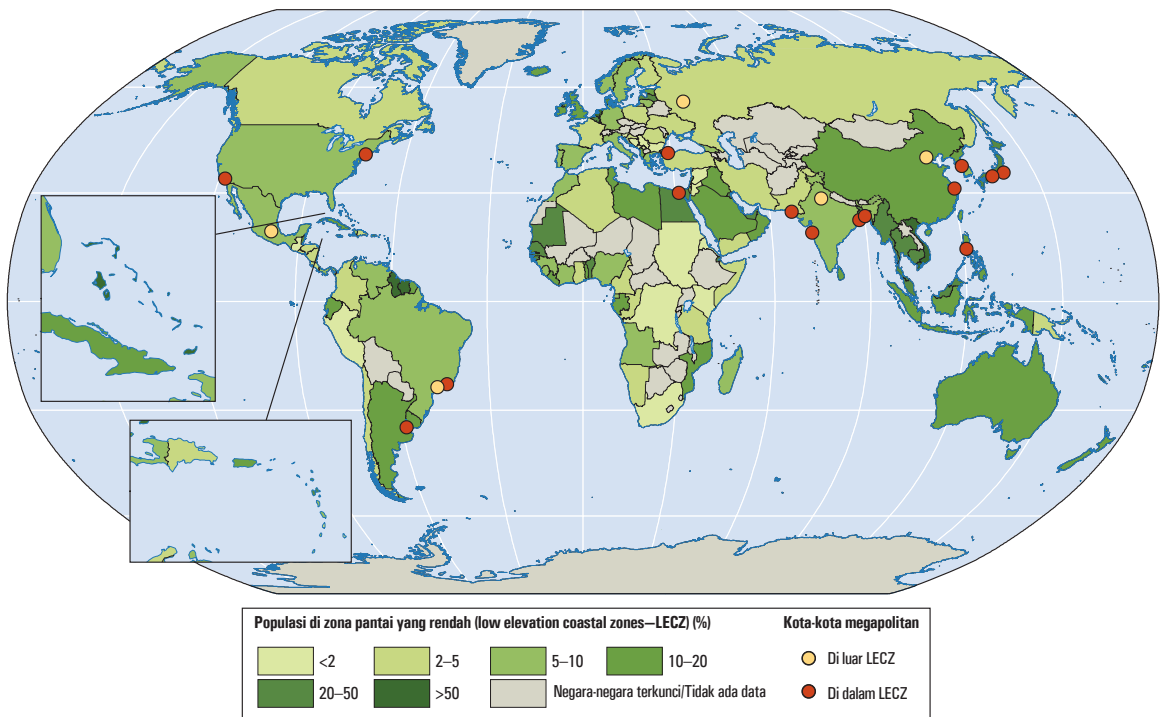 Populasi di zona pantai yang rendah (low elevation coastal zones—LECZ) (%)
<2
2–5
5–10
10–20
20–50
>50
Negara-negara terkunci/Tidak ada data
Kota-kota megapolitan
Di luar LECZ
Di dalam LECZ